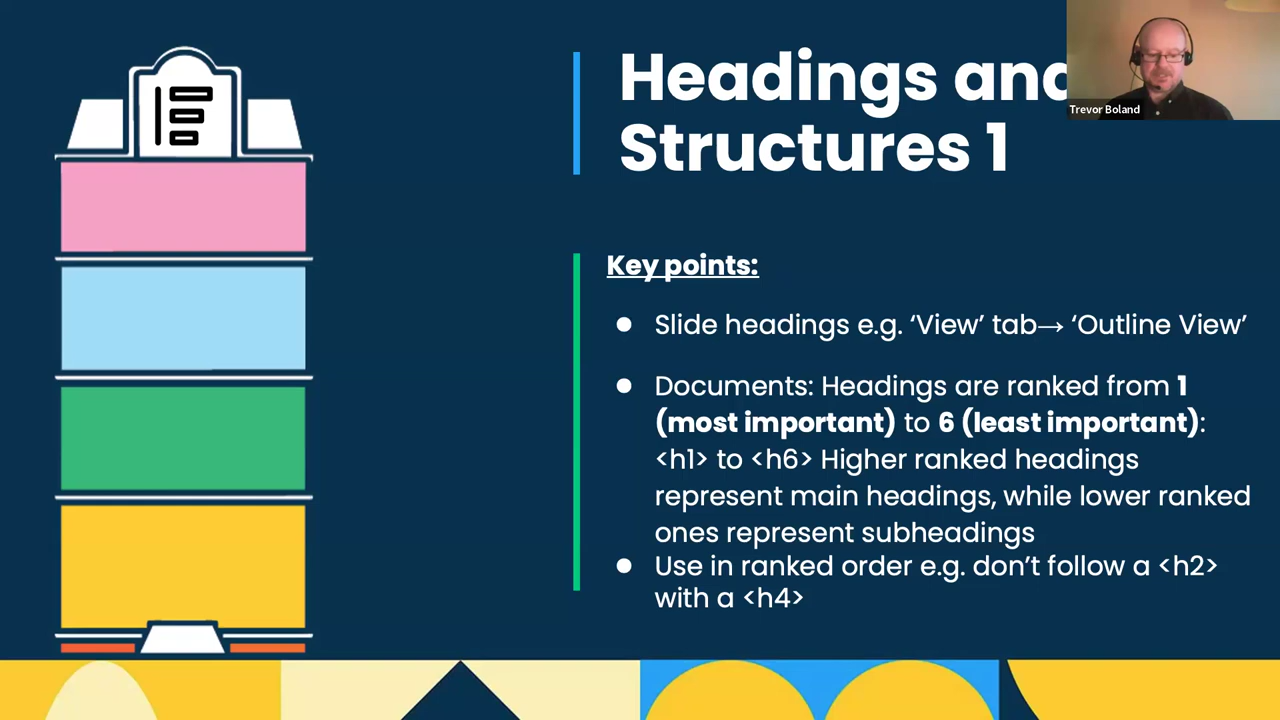 Headings and
Structures 1
Trevor Boland
Key points:
● Slide headings e.g. ‘View’ tab→ ‘Outline View’
● Documents: Headings are ranked from 1
(most important) to 6 (least important):
<h1> to <h6> Higher ranked headings
represent main headings, while lower ranked
ones represent subheadings
● Use in ranked order e.g. don’t follow a <h2>
with a <h4>